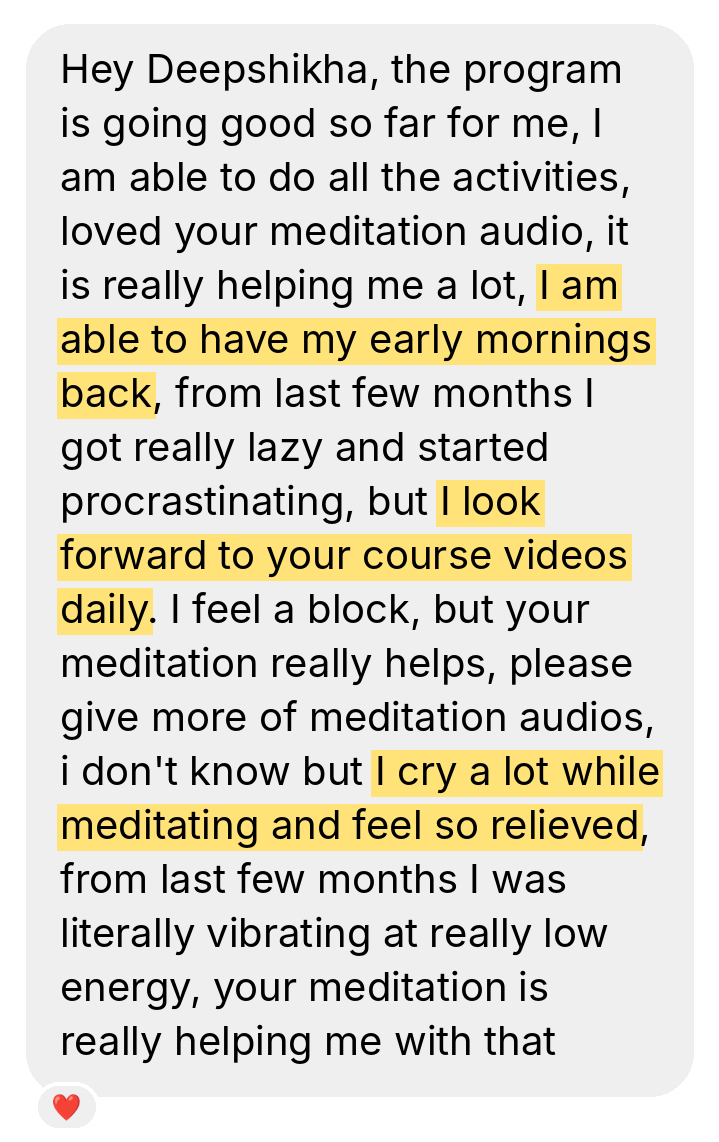 Hey Deepshikha, the program
is going good so far for me, I
am able to do all the activities,
loved your meditation audio, it
is really helping me a lot, I am
able to have my early mornings
back, from last few months I
got really lazy and started
procrastinating, but I look
forward to your course videos
daily. I feel a block, but your
meditation really helps, please
give more of meditation audios,
i don't know but I cry a lot while
meditating and feel so relieved,
from last few months I was
literally vibrating at really low
energy, your meditation is
really helping me with that